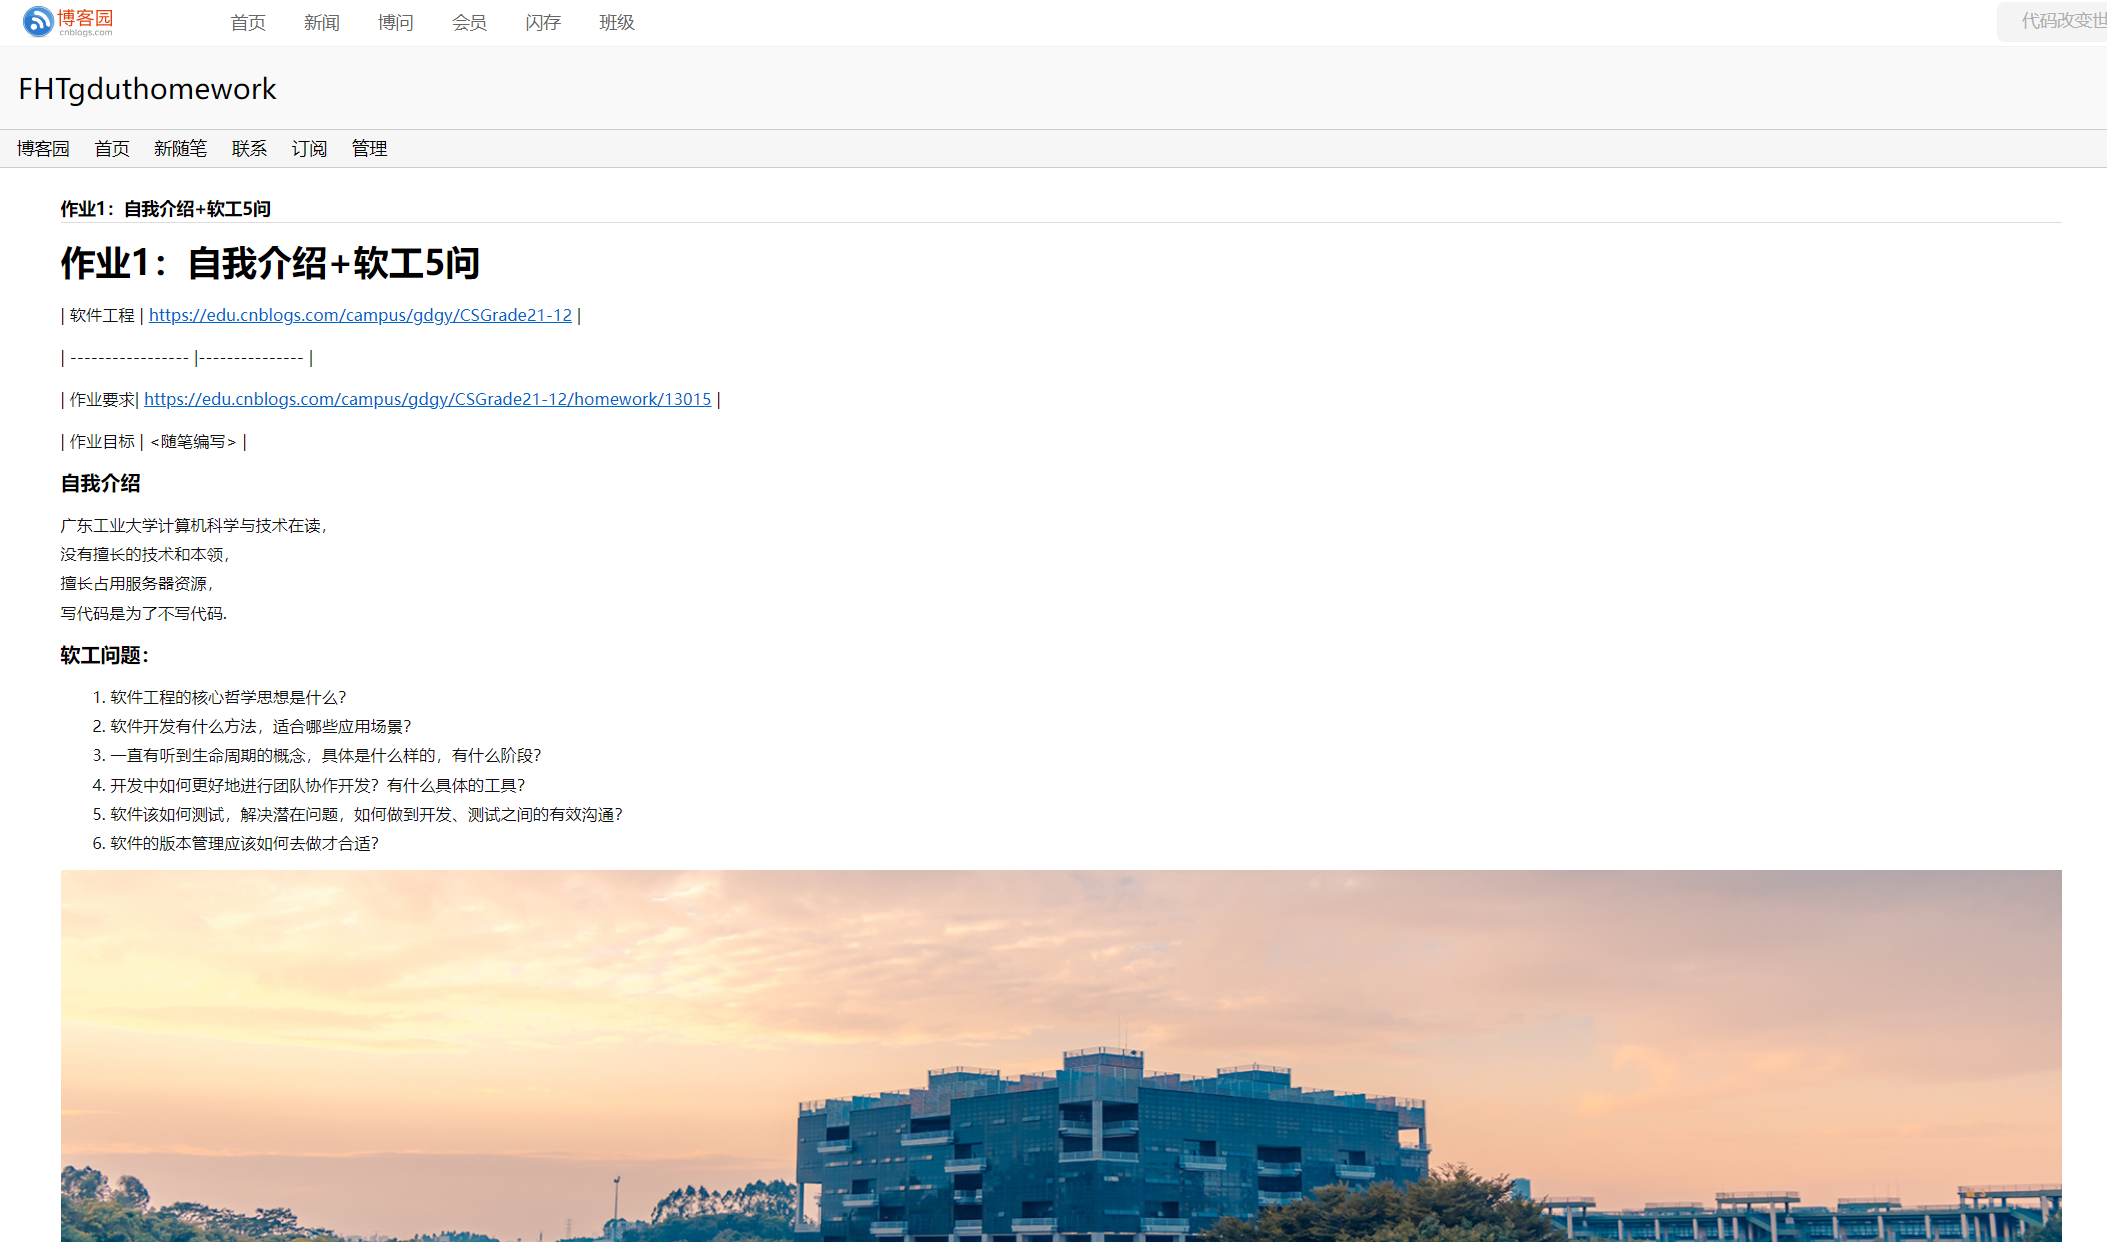 博客园
cnblogs.com
首页 新闻 博问 会员 闪存 班级
代码改变世
FHTgduthomework
博客园 首页 新随笔 联系 订阅 管理
作业1：自我介绍+软工5问
作业1：自我介绍+软工5问
| 软件工程 | https://edu.cnblogs.com/campus/gdgy/CSGrade21-12 |
| ----------------- |--------------- |
| 作业要求| https://edu.cnblogs.com/campus/gdgy/CSGrade21-12/homework/13015 |
| 作业目标 | <随笔编写> |
自我介绍
广东工业大学计算机科学与技术在读，
没有擅长的技术和本领，
擅长占用服务器资源，
写代码是为了不写代码.
软工问题：
1. 软件工程的核心哲学思想是什么？
2. 软件开发有什么方法，适合哪些应用场景？
3. 一直有听到生命周期的概念，具体是什么样的，有什么阶段？
4. 开发中如何更好地进行团队协作开发？有什么具体的工具？
5. 软件该如何测试，解决潜在问题，如何做到开发、测试之间的有效沟通？
6. 软件的版本管理应该如何去做才合适？